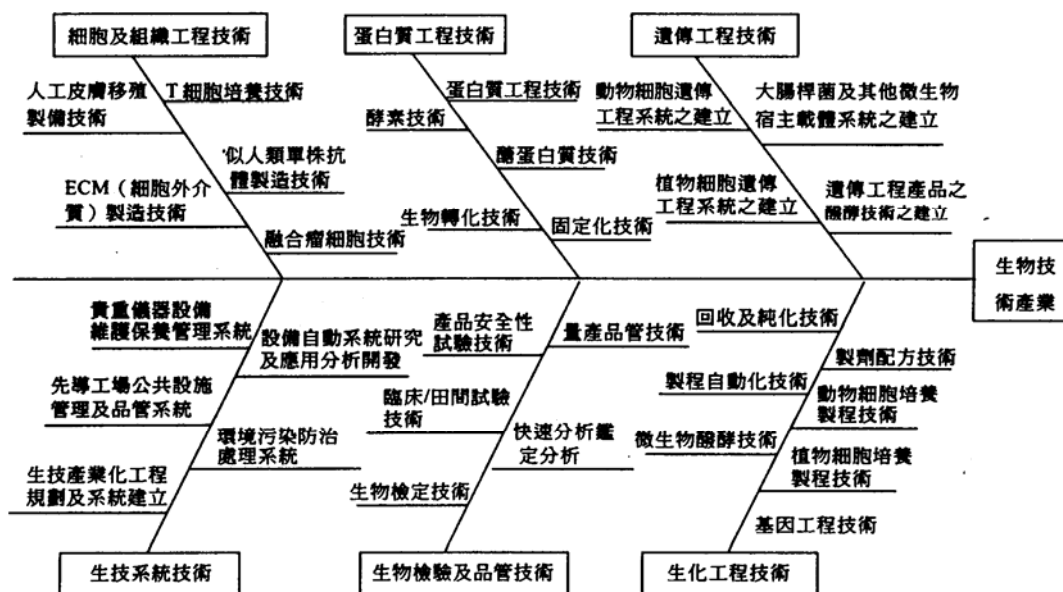 細胞及組織工程技術
蛋白質工程技術
遺傳工程技術
人工皮膚移殖
製備技術
T細胞培養技術
ECM（細胞外介
質）製造技術
似人類單株抗
體製造技術
融合瘤細胞技術
蛋白質工程技術
酵素技術
醣蛋白質技術
生物轉化技術
固定化技術
動物細胞遺傳
工程系統之建立
大腸桿菌及其他微生物
宿主載體系統之建立
植物細胞遺傳
工程系統之建立
遺傳工程產品之
醱酵技術之建立
生物技
術產業
貴重儀器設備
維護保養管理系統
設備自動系統研究
及應用分析開發
先導工場公共設施
管理及品管系統
環境污染防治
處理系統
生技產業化工程
規劃及系統建立
產品安全性
試驗技術
量產品管技術
臨床/田間試驗
技術
快速分析鑑
定分析
生物檢定技術
回收及純化技術
製劑配方技術
製程自動化技術
動物細胞培養
製程技術
微生物醱酵技術
植物細胞培養
製程技術
基因工程技術
生技系統技術
生物檢驗及品管技術
生化工程技術